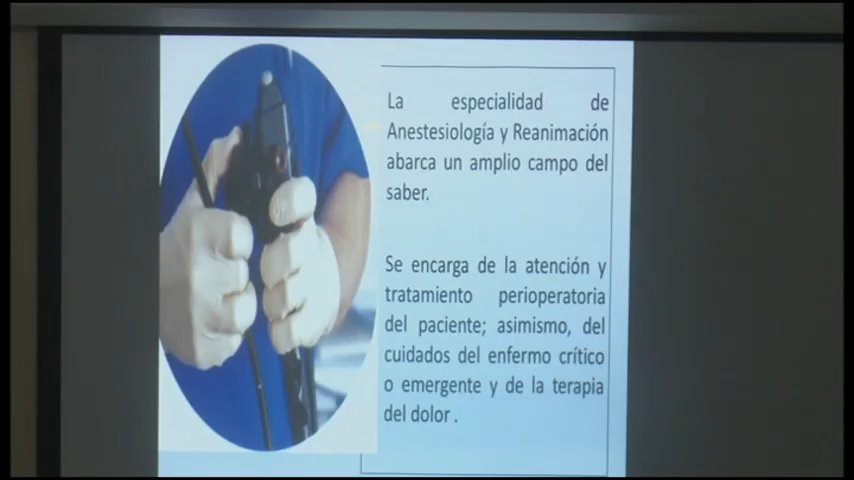 La especialidad de
Anestesiología y Reanimación
abarca un amplio campo del
saber.
Se encarga de la atención y
tratamiento perioperatoria
del paciente; asimismo, del
cuidados del enfermo crítico
o emergente y de la terapia
del dolor .